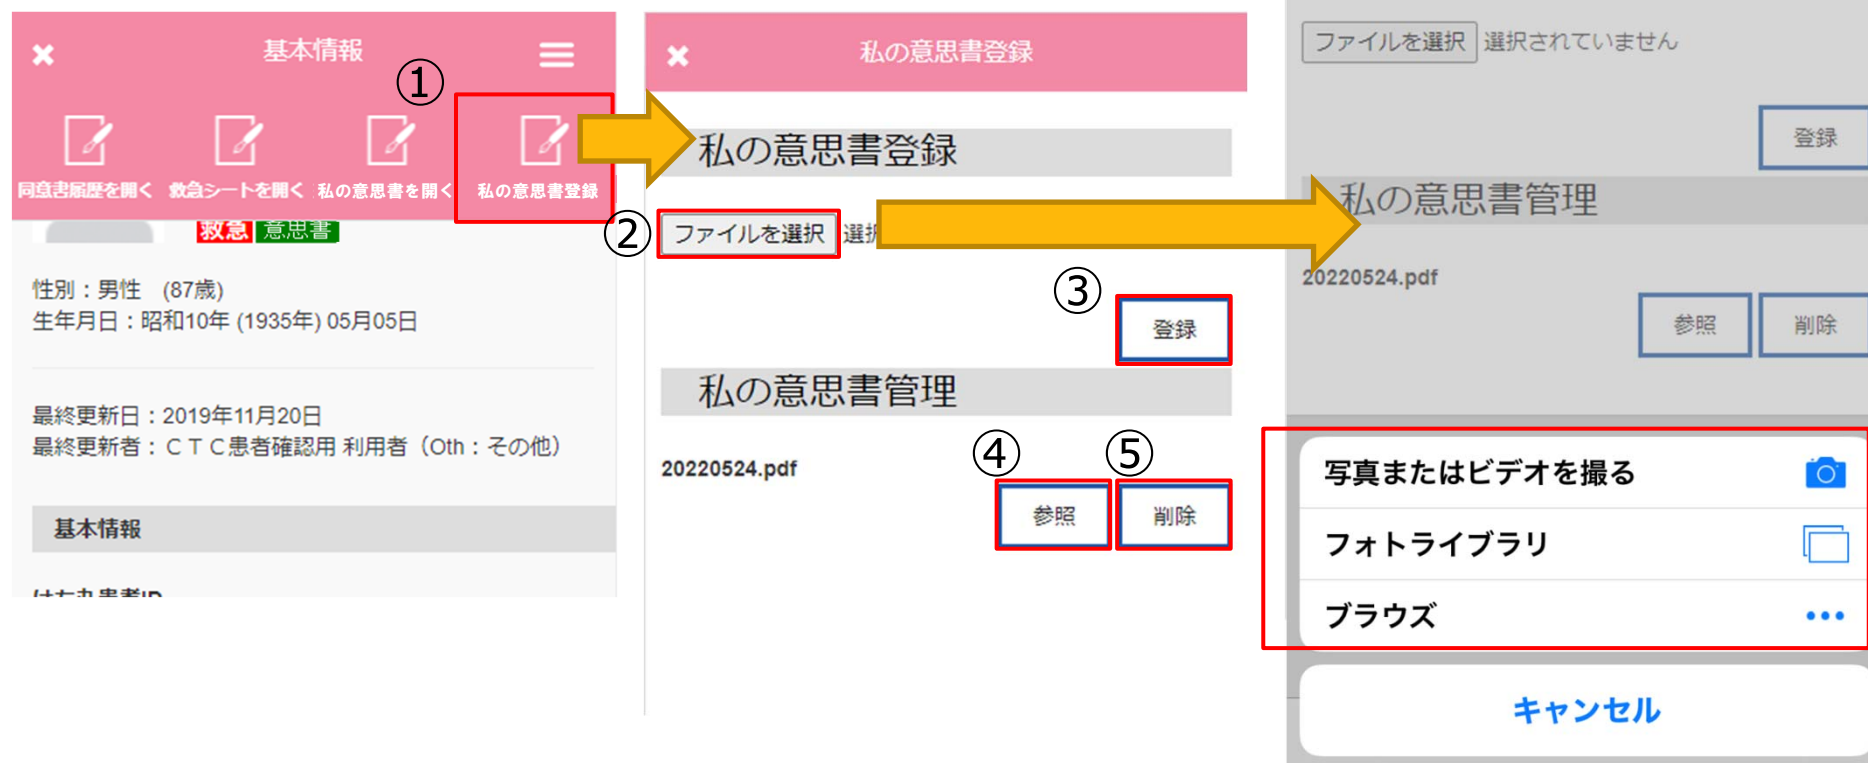 基本情報
①
同意書履歴を開く 救急シートを開く 私の意思書を開く 私の意思書登録
救急 意思書
性別：男性 (87歳)
生年月日：昭和10年 (1935年) 05月05日
最終更新日：2019年11月20日
最終更新者：ＣＴＣ患者確認用 利用者（Oth：その他）
基本情報
私の意思書登録
私の意思書登録
②
ファイルを選択 選択
③
登録
私の意思書管理
20220524.pdf
④ ⑤
参照 削除
ファイルを選択 選択されていません
登録
私の意思書管理
20220524.pdf
参照 削除
写真またはビデオを撮る
フォトライブラリ
ブラウズ
キャンセル